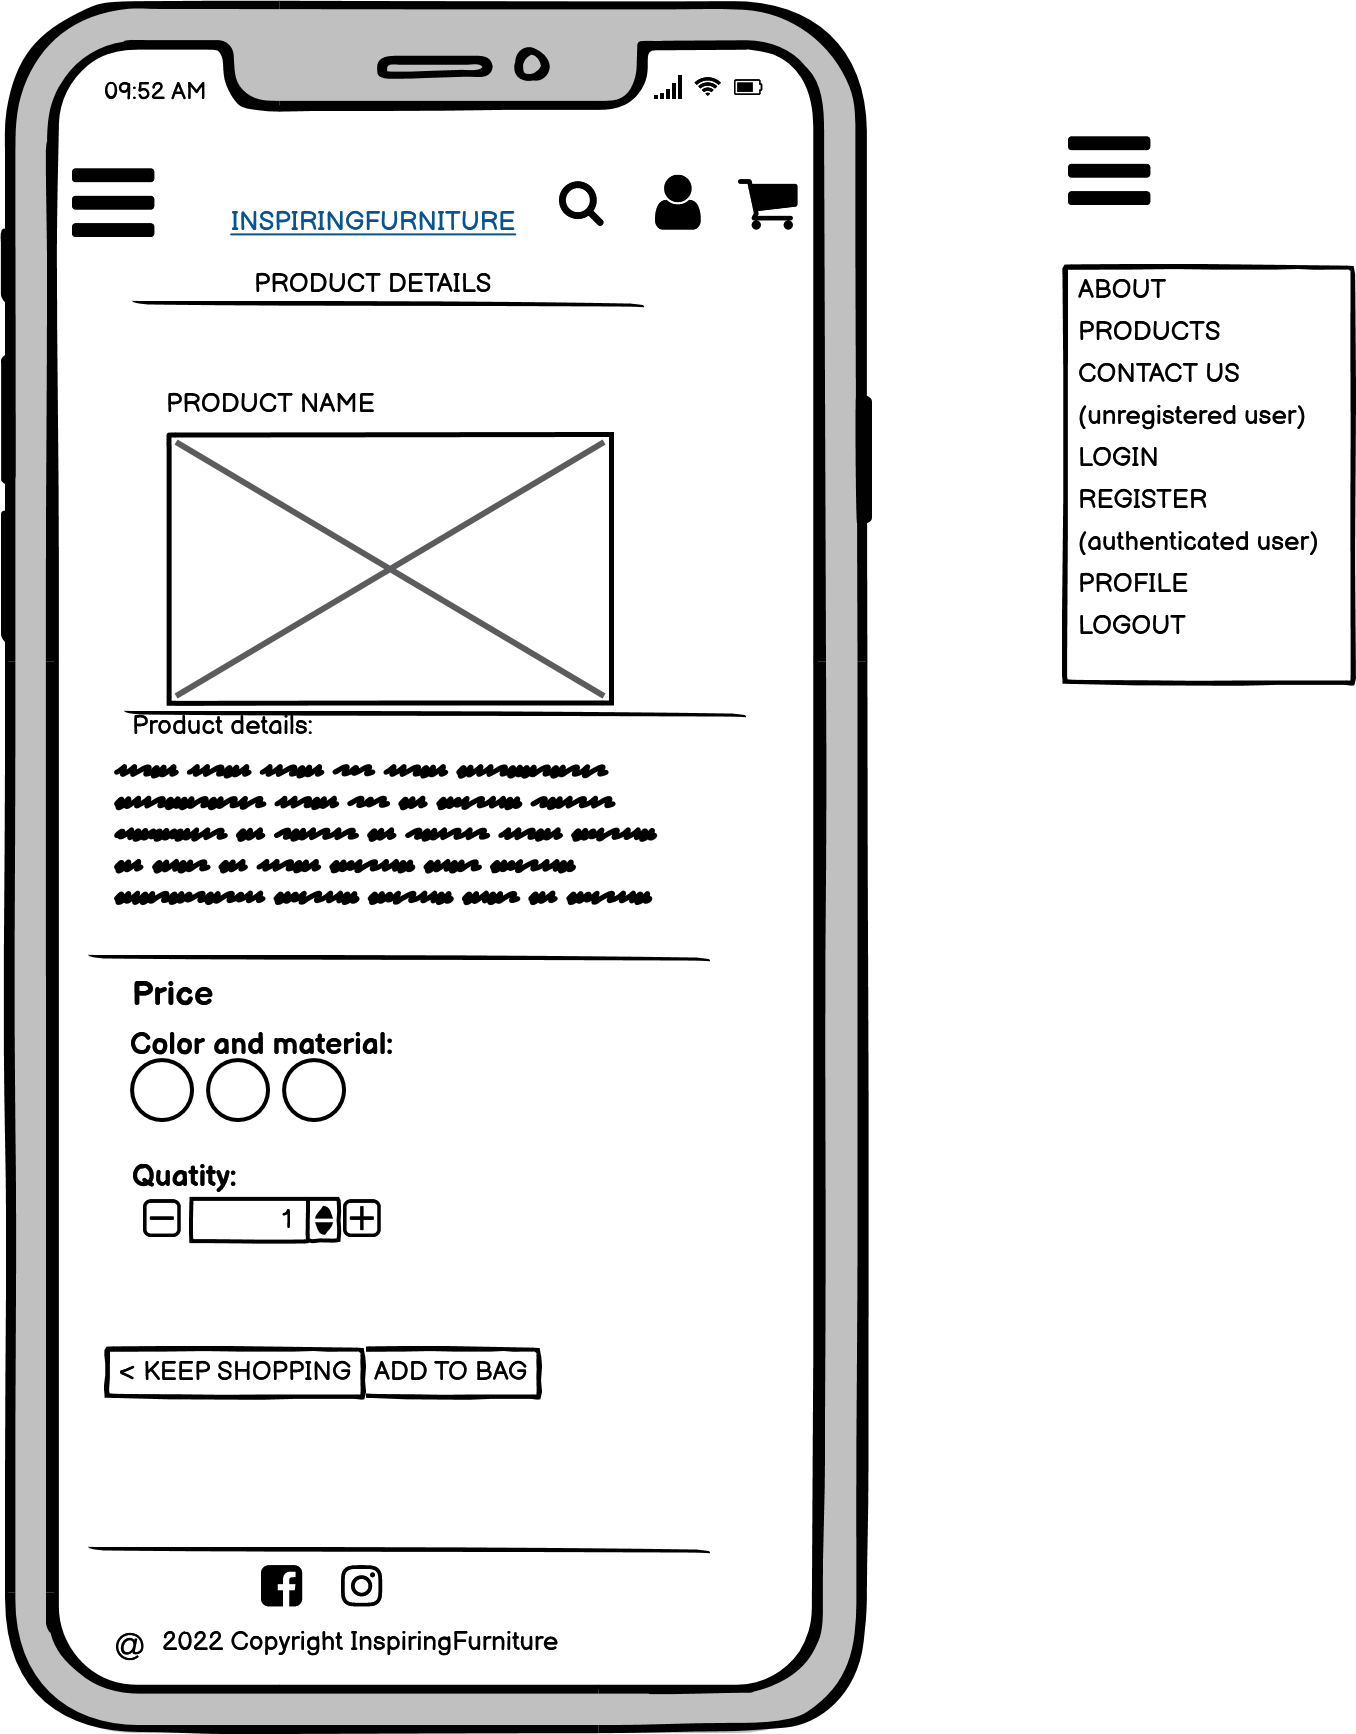 09:52 AM
INSPIRINGFURNITURE
PRODUCT DETAILS
PRODUCT NAME
Product details:
Price
Color and material:
Quatity:
1
< KEEP SHOPPING
ADD TO BAG
@ 2022 Copyright InspiringFurniture
ABOUT
PRODUCTS
CONTACT US
(unregistered user)
LOGIN
REGISTER
(authenticated user)
PROFILE
LOGOUT